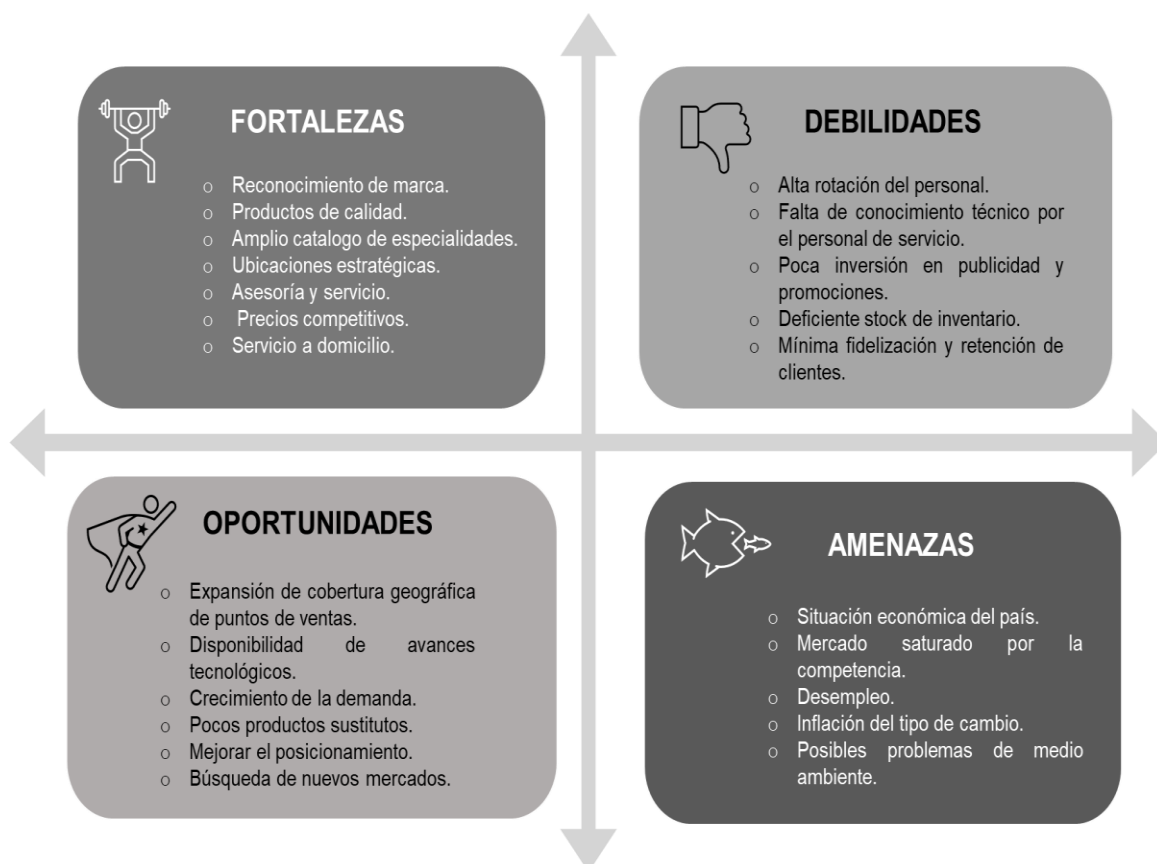 FORTALEZAS
o Reconocimiento de marca.
o Productos de calidad.
o Amplio catalogo de especialidades.
o Ubicaciones estratégicas.
o Asesoría y servicio.
o Precios competitivos.
o Servicio a domicilio.
DEBILIDADES
o Alta rotación del personal.
o Falta de conocimiento técnico por
el personal de servicio.
o Poca inversión en publicidad y
promociones.
o Deficiente stock de inventario.
o Mínima fidelización y retención de
clientes.
OPORTUNIDADES
o Expansión de cobertura geográfica
de puntos de ventas.
o Disponibilidad de avances
tecnológicos.
o Crecimiento de la demanda.
o Pocos productos sustitutos.
o Mejorar el posicionamiento.
o Búsqueda de nuevos mercados.
AMENAZAS
o Situación económica del país.
o Mercado saturado por la
competencia.
o Desempleo.
o Inflación del tipo de cambio.
o Posibles problemas de medio
ambiente.